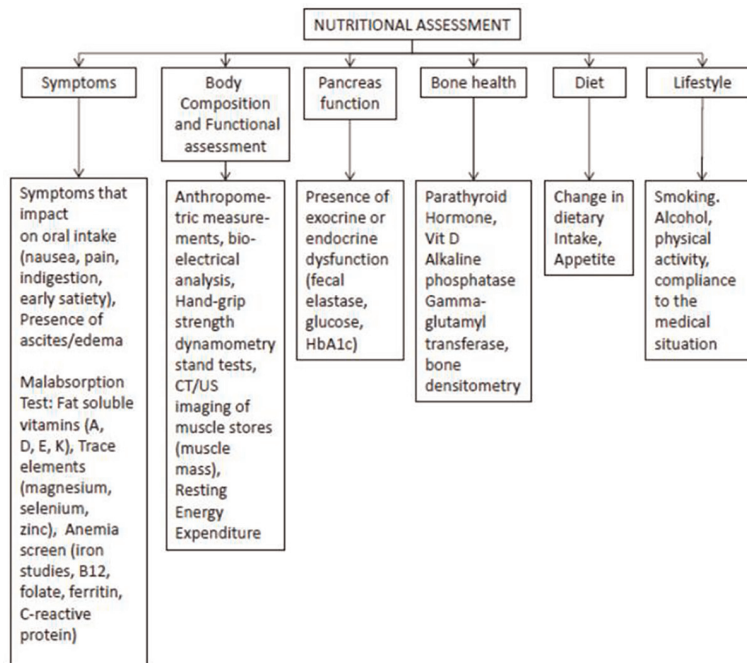 NUTRITIONAL ASSESSMENT
Symptoms
Body
Composition
and Functional
assessment
Pancreas
function
Bone health
Diet
Lifestyle
Symptoms that
impact
on oral intake
(nausea, pain,
indigestion,
early satiety),
Presence of
ascites/edema
Malabsorption
Test: Fat soluble
vitamins (A,
D, E, K), Trace
elements
(magnesium,
selenium,
zinc), Anemia
screen (iron
studies, B12,
folate, ferritin,
C-reactive
protein)
Anthropome-
tric measure-
ments, bio-
electrical
analysis,
Hand-grip
strength
dynamometry
stand tests,
CT/US
imaging of
muscle stores
(muscle
mass),
Resting
Energy
Expenditure
Presence of
exocrine or
endocrine
dysfunction
(fecal
elastase,
glucose,
HbA1c)
Parathyroid
Hormone,
Vit D
Alkaline
phosphatase
Gamma-
glutamyl
transferase,
bone
densitometry
Change in
dietary
Intake,
Appetite
Smoking.
Alcohol,
physical
activity,
compliance
to the
medical
situation